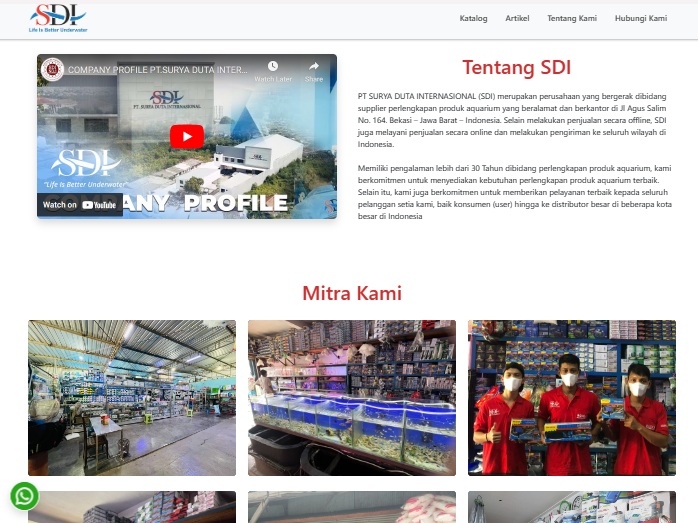 SDI
Life Is Better Underwater
Katalog
Artikel
Tentang Kami
Hubungi Kami
COMPANY PROFILE PT.SURYA DUTA INTER...
Watch Later
Share
SDI
PT. SURYA DUTA INTERNASIONAL
SDI
"Life Is Better Underwater"
ANY PROFILE
Watch on YouTube
Tentang SDI
PT SURYA DUTA INTERNASIONAL (SDI) merupakan perusahaan yang bergerak dibidang
supplier perlengkapan produk aquarium yang beralamat dan berkantor di Jl Agus Salim
No. 164. Bekasi – Jawa Barat – Indonesia. Selain melakukan penjualan secara offline, SDI
juga melayani penjualan secara online dan melakukan pengiriman ke seluruh wilayah di
Indonesia.
Memiliki pengalaman lebih dari 30 Tahun dibidang perlengkapan produk aquarium, kami
berkomitmen untuk menyediakan kebutuhan perlengkapan produk aquarium terbaik.
Selain itu, kami juga berkomitmen untuk memberikan pelayanan terbaik kepada seluruh
pelanggan setia kami, baik konsumen (user) hingga ke distributor besar di beberapa kota
besar di Indonesia
Mitra Kami